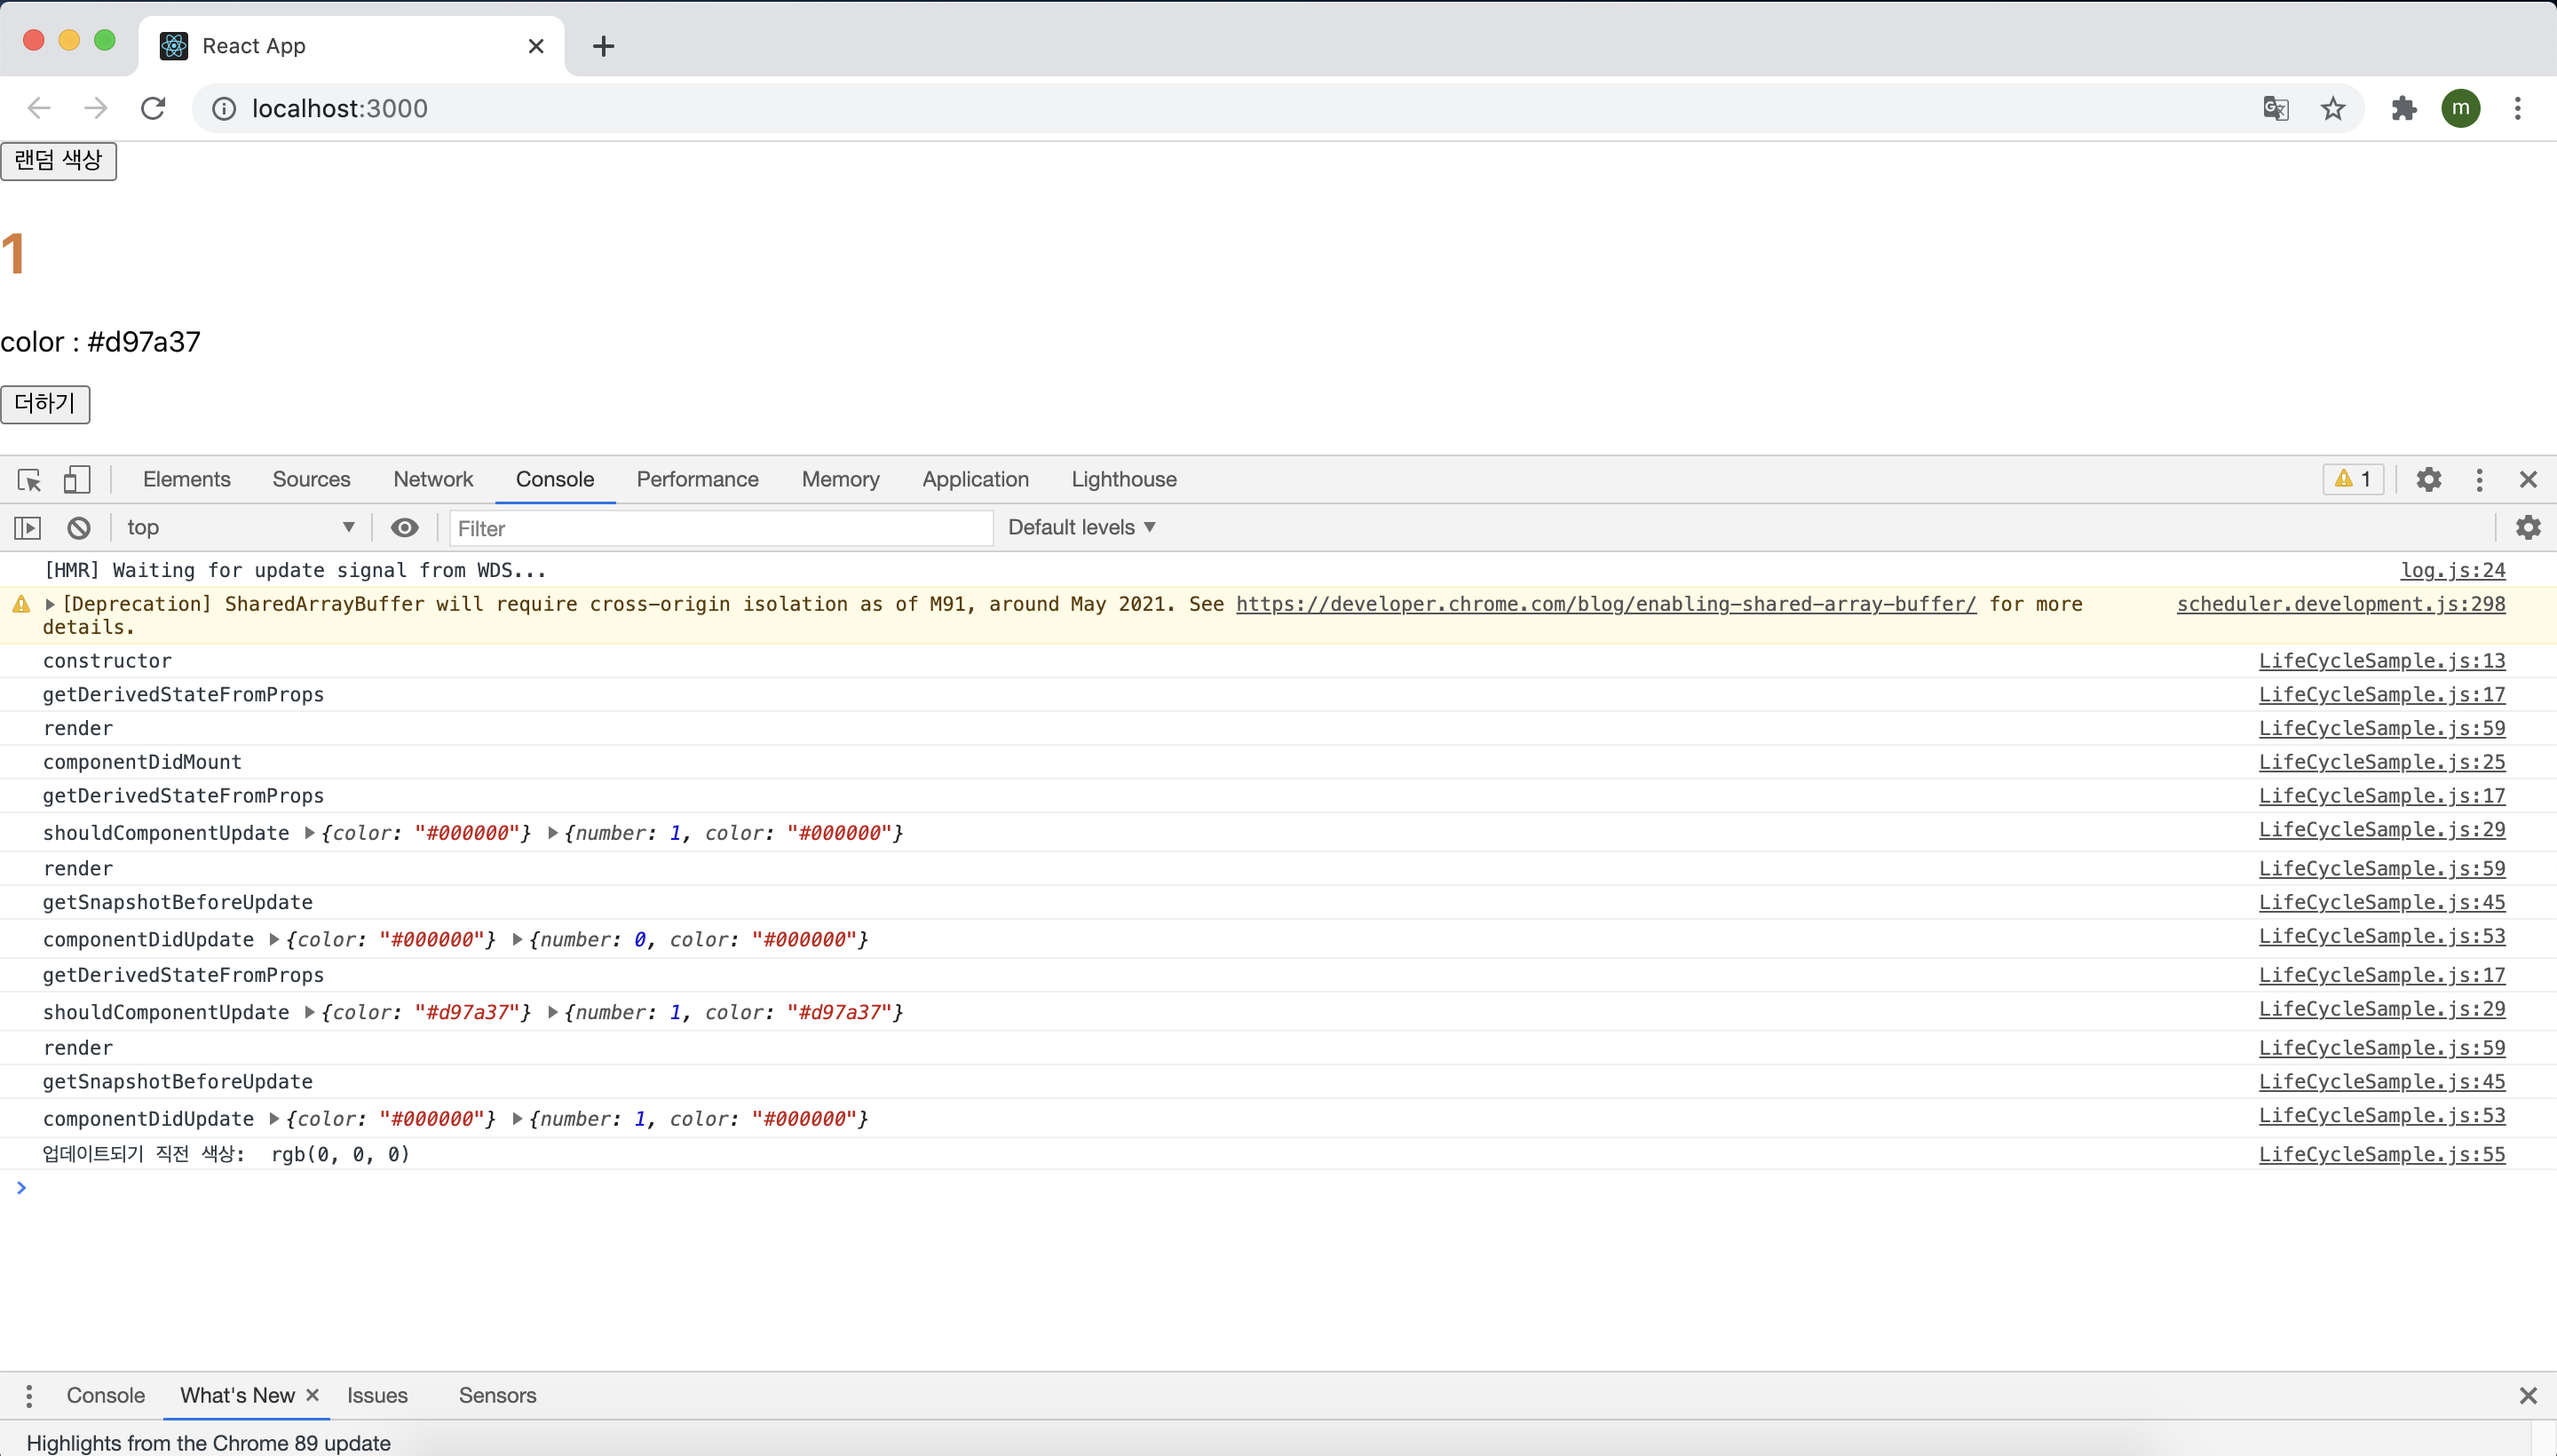 React App
localhost:3000
m
랜덤 색상
1
color : #d97a37
더하기
Elements Sources Network Console Performance Memory Application Lighthouse 1
top Filter Default levels
[HMR] Waiting for update signal from WDS... log.js:24
[Deprecation] SharedArrayBuffer will require cross-origin isolation as of M91, around May 2021. See https://developer.chrome.com/blog/enabling-shared-array-buffer/ for more scheduler.development.js:298
details.
constructor LifeCycleSample.js:13
getDerivedStateFromProps LifeCycleSample.js:17
render LifeCycleSample.js:59
componentDidMount LifeCycleSample.js:25
getDerivedStateFromProps LifeCycleSample.js:17
shouldComponentUpdate {color: "#000000"} {number: 1, color: "#000000"} LifeCycleSample.js:29
render LifeCycleSample.js:59
getSnapshotBeforeUpdate LifeCycleSample.js:45
componentDidUpdate {color: "#000000"} {number: 0, color: "#000000"} LifeCycleSample.js:53
getDerivedStateFromProps LifeCycleSample.js:17
shouldComponentUpdate {color: "#d97a37"} {number: 1, color: "#d97a37"} LifeCycleSample.js:29
render LifeCycleSample.js:59
getSnapshotBeforeUpdate LifeCycleSample.js:45
componentDidUpdate {color: "#000000"} {number: 1, color: "#000000"} LifeCycleSample.js:53
업데이트되기 직전 색상: rgb(0, 0, 0) LifeCycleSample.js:55
Console What's New Issues Sensors
Highlights from the Chrome 89 update